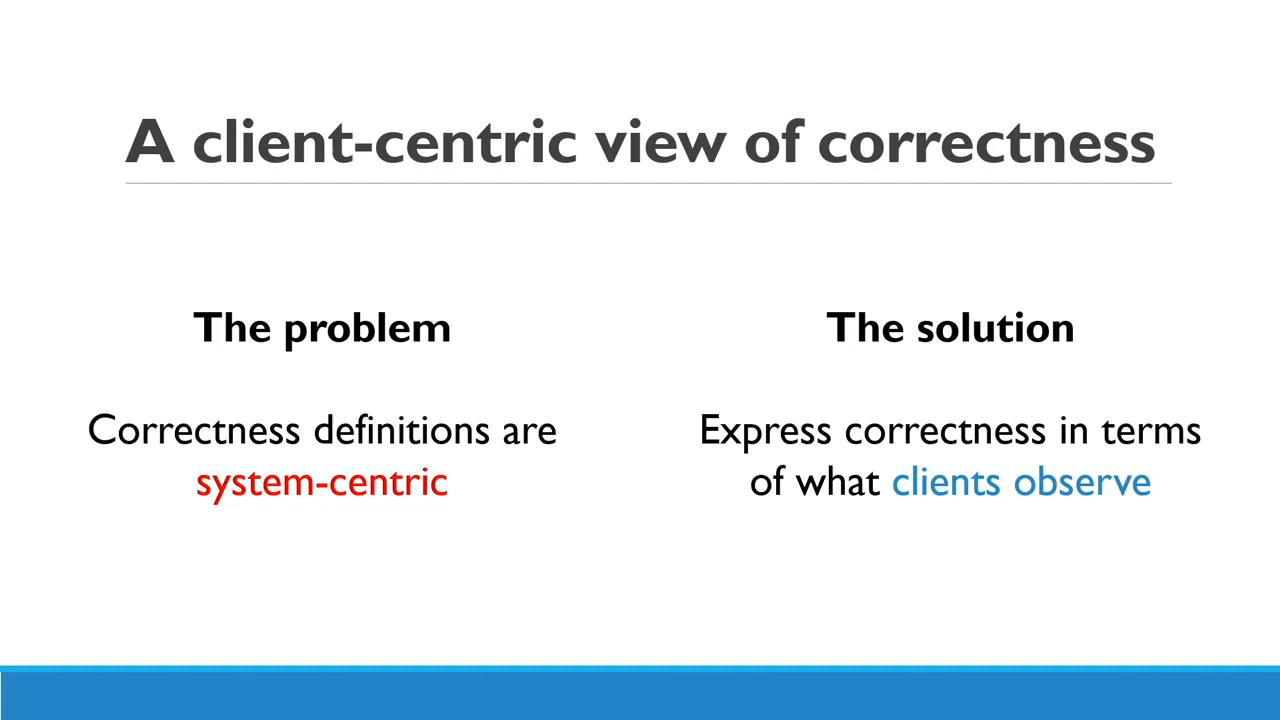 A client-centric view of correctness
The problem
Correctness definitions are
system-centric
The solution
Express correctness in terms
of what clients observe